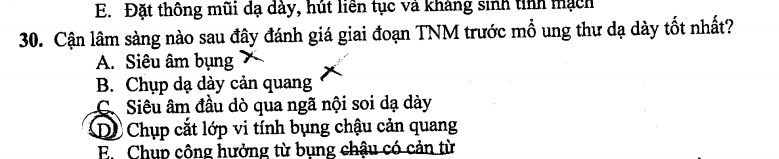 E. Đặt thông mũi dạ dày, hút liên tục và kháng sinh tĩnh mạch
30. Cận lâm sàng nào sau đây đánh giá giai đoạn TNM trước mổ ung thư dạ dày tốt nhất?
A. Siêu âm bụng
B. Chụp dạ dày cản quang
C. Siêu âm đầu dò qua ngã nội soi dạ dày
D. Chụp cắt lớp vi tính bụng chậu cản quang
E. Chụp cộng hưởng từ bụng chậu có cản từ